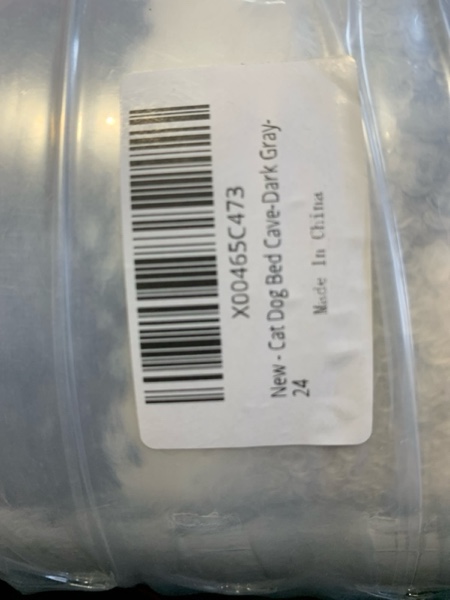 X00465C473
New - Cat Dog Bed Cave-Dark Gray-
24
Made In China